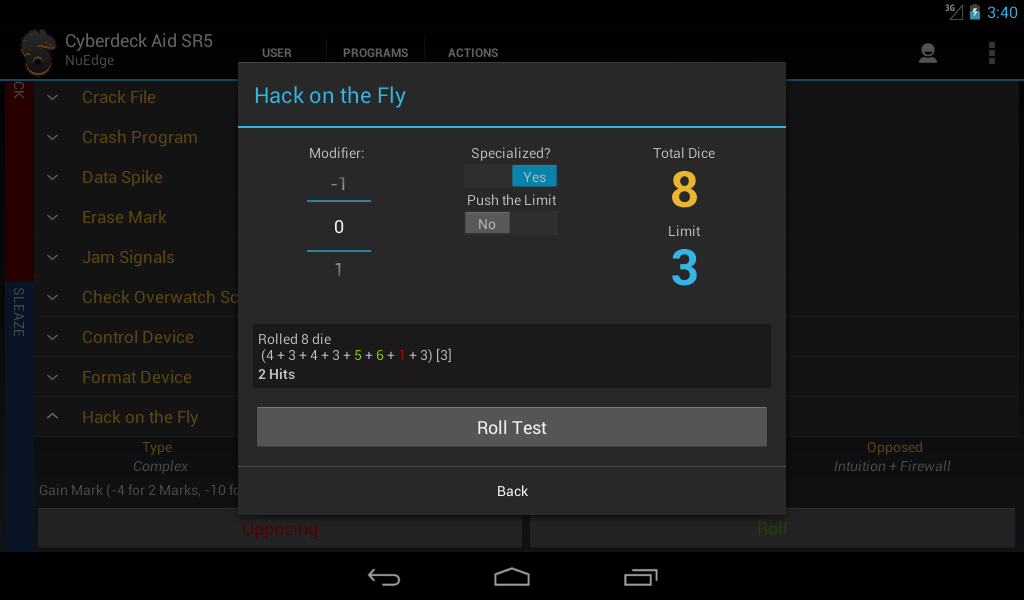 3G 3:40
Cyberdeck Aid SR5
NuEdge
USER PROGRAMS ACTIONS
Hack on the Fly
Modifier: Specialized? Total Dice
-1 Yes 8
Push the Limit
0 No Limit
1 3
Rolled 8 die
(4 + 3 + 4 + 3 + 5 + 6 + 1 + 3) [3]
2 Hits
Roll Test
Back
CK
SLEAZE
Crack File
Crash Program
Data Spike
Erase Mark
Jam Signals
Check Overwatch Sc
Control Device
Format Device
Hack on the Fly
Type Opposed
Complex Intuition + Firewall
Gain Mark (-4 for 2 Marks, -10 fo
Opposing Roll